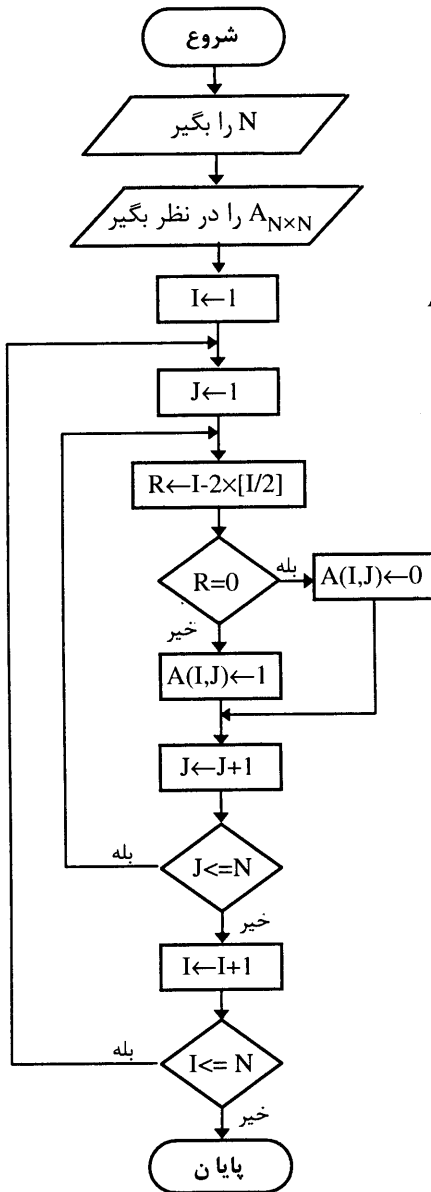 شروع
N را بگیر
A_{N×N} را در نظر بگیر
I←1
J←1
R←I-2×[I/2]
R=0
بله
A(I,J)←0
خیر
A(I,J)←1
J←J+1
J<=N
بله
خیر
I←I+1
I<= N
بله
خیر
پایان